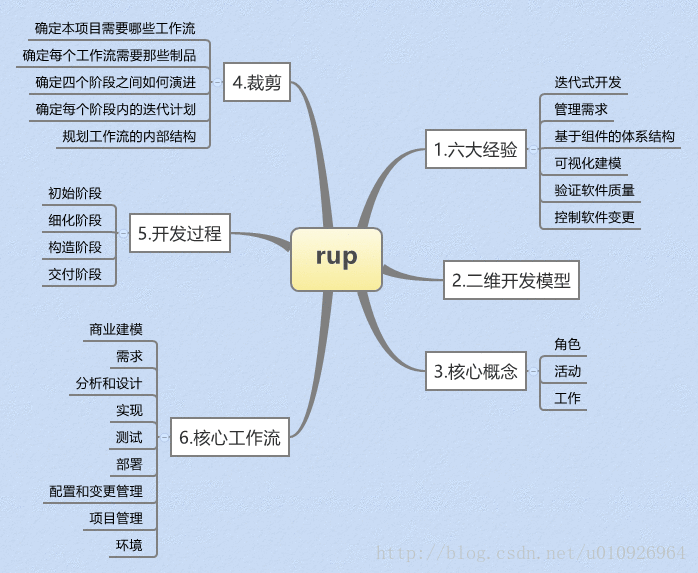 rup
1.六大经验
迭代式开发
管理需求
基于组件的体系结构
可视化建模
验证软件质量
控制软件变更
2.二维开发模型
3.核心概念
角色
活动
工作
4.裁剪
确定本项目需要哪些工作流
确定每个工作流需要那些制品
确定四个阶段之间如何演进
确定每个阶段内的迭代计划
规划工作流的内部结构
5.开发过程
初始阶段
细化阶段
构造阶段
交付阶段
6.核心工作流
商业建模
需求
分析和设计
实现
测试
部署
配置和变更管理
项目管理
环境
http://blog.csdn.net/u010926964